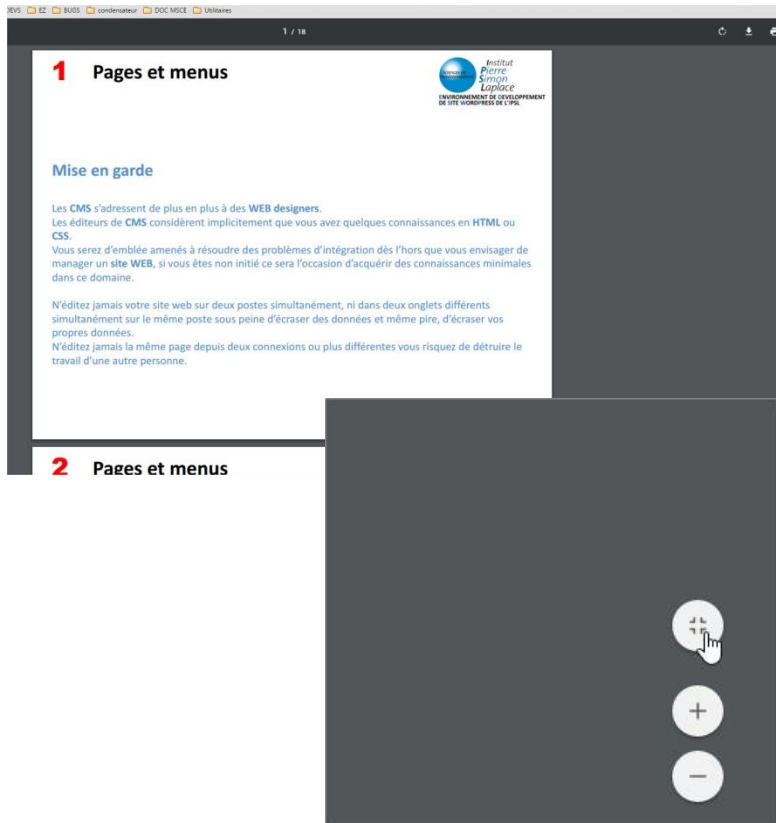 DEVS EZ BUGS condensateur DOC MSCE Utilitaires
1 / 18
1 Pages et menus
Institut
Pierre
Simon
Laplace
ENVIRONNEMENT DE DEVELOPPEMENT
DE SITE WORDPRESS DE L'IPSL
Mise en garde
Les CMS s'adressent de plus en plus à des WEB designers.
Les éditeurs de CMS considèrent implicitement que vous avez quelques connaissances en HTML ou
CSS.
Vous serez d'emblée amenés à résoudre des problèmes d'intégration dès l'hors que vous envisager de
manager un site WEB, si vous êtes non initié ce sera l'occasion d'acquérir des connaissances minimales
dans ce domaine.
N'éditez jamais votre site web sur deux postes simultanément, ni dans deux onglets différents
simultanément sur le même poste sous peine d'écraser des données et même pire, d'écraser vos
propres données.
N'éditez jamais la même page depuis deux connexions ou plus différentes vous risquez de détruire le
travail d'une autre personne.
2 Pages et menus